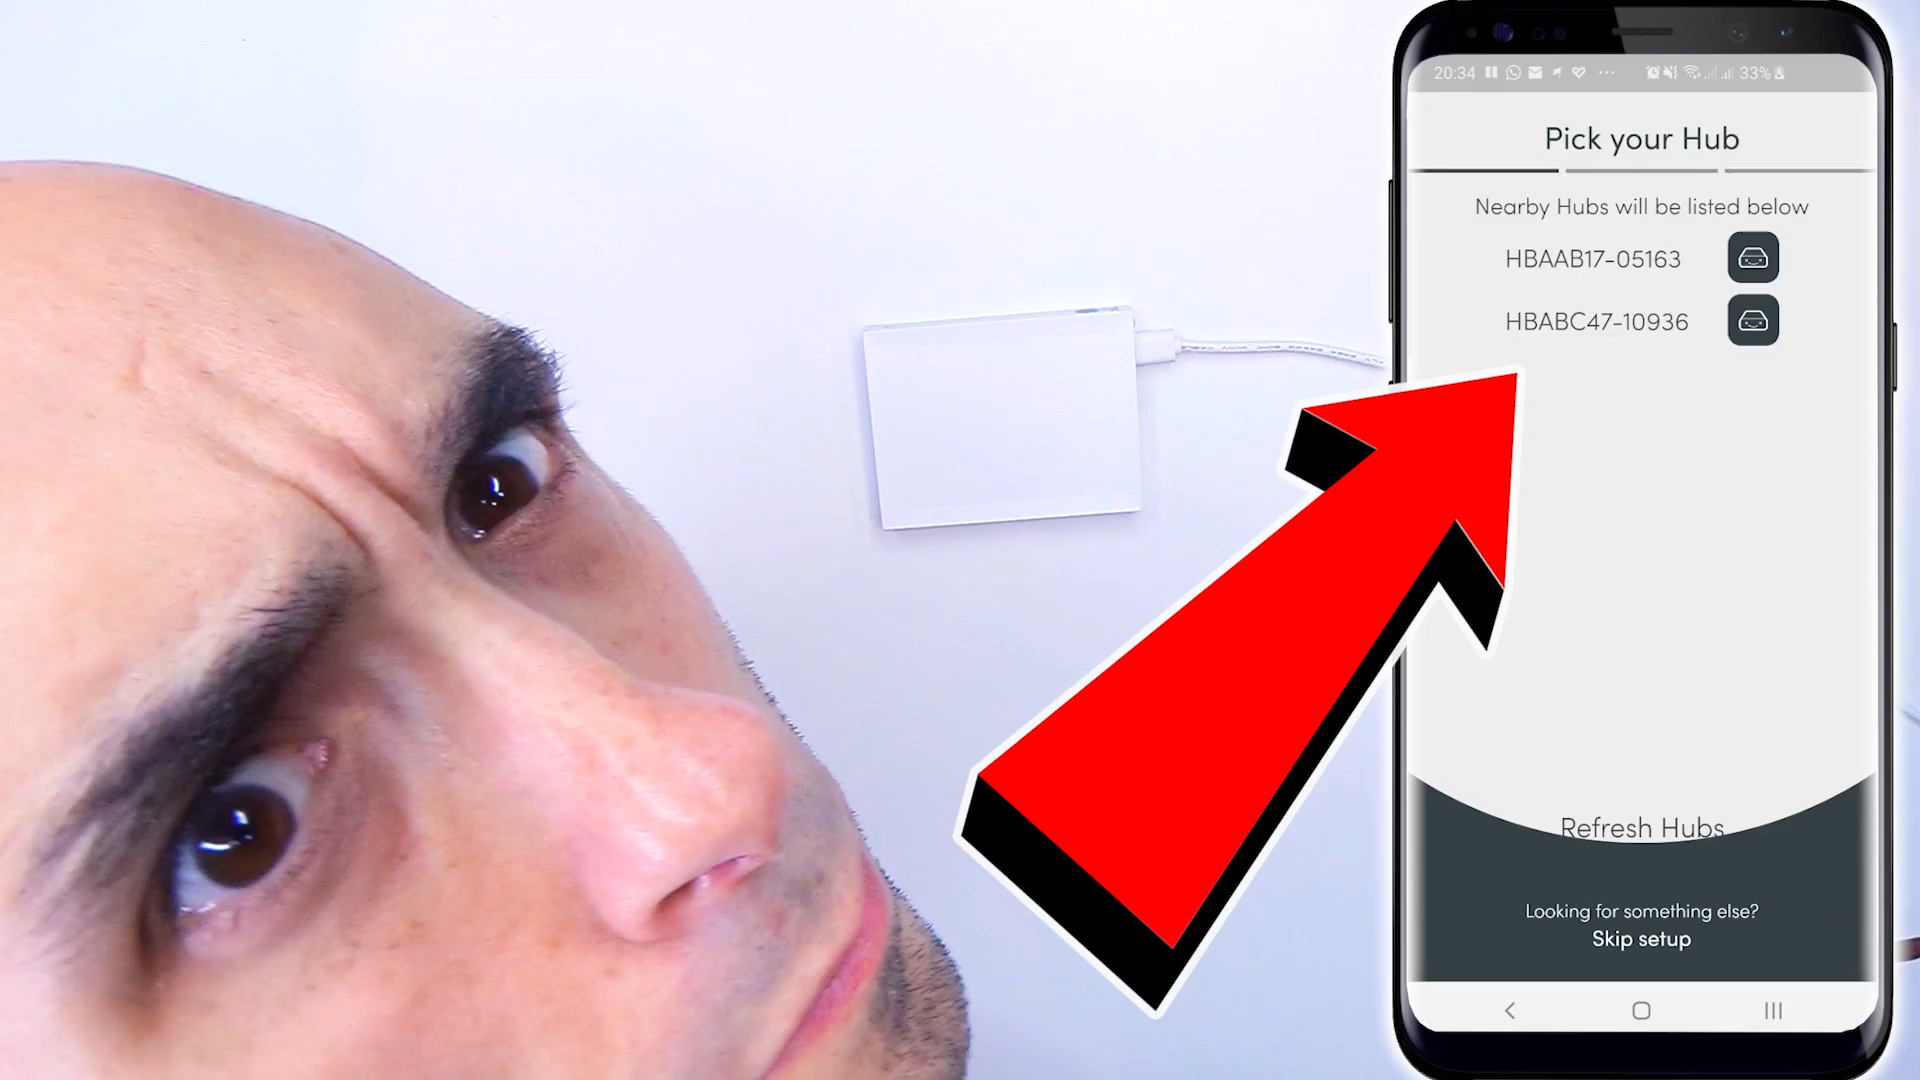 20:34 33%
Pick your Hub
Nearby Hubs will be listed below
HBAAB17-05163
HBABC47-10936
Refresh Hubs
Looking for something else?
Skip setup